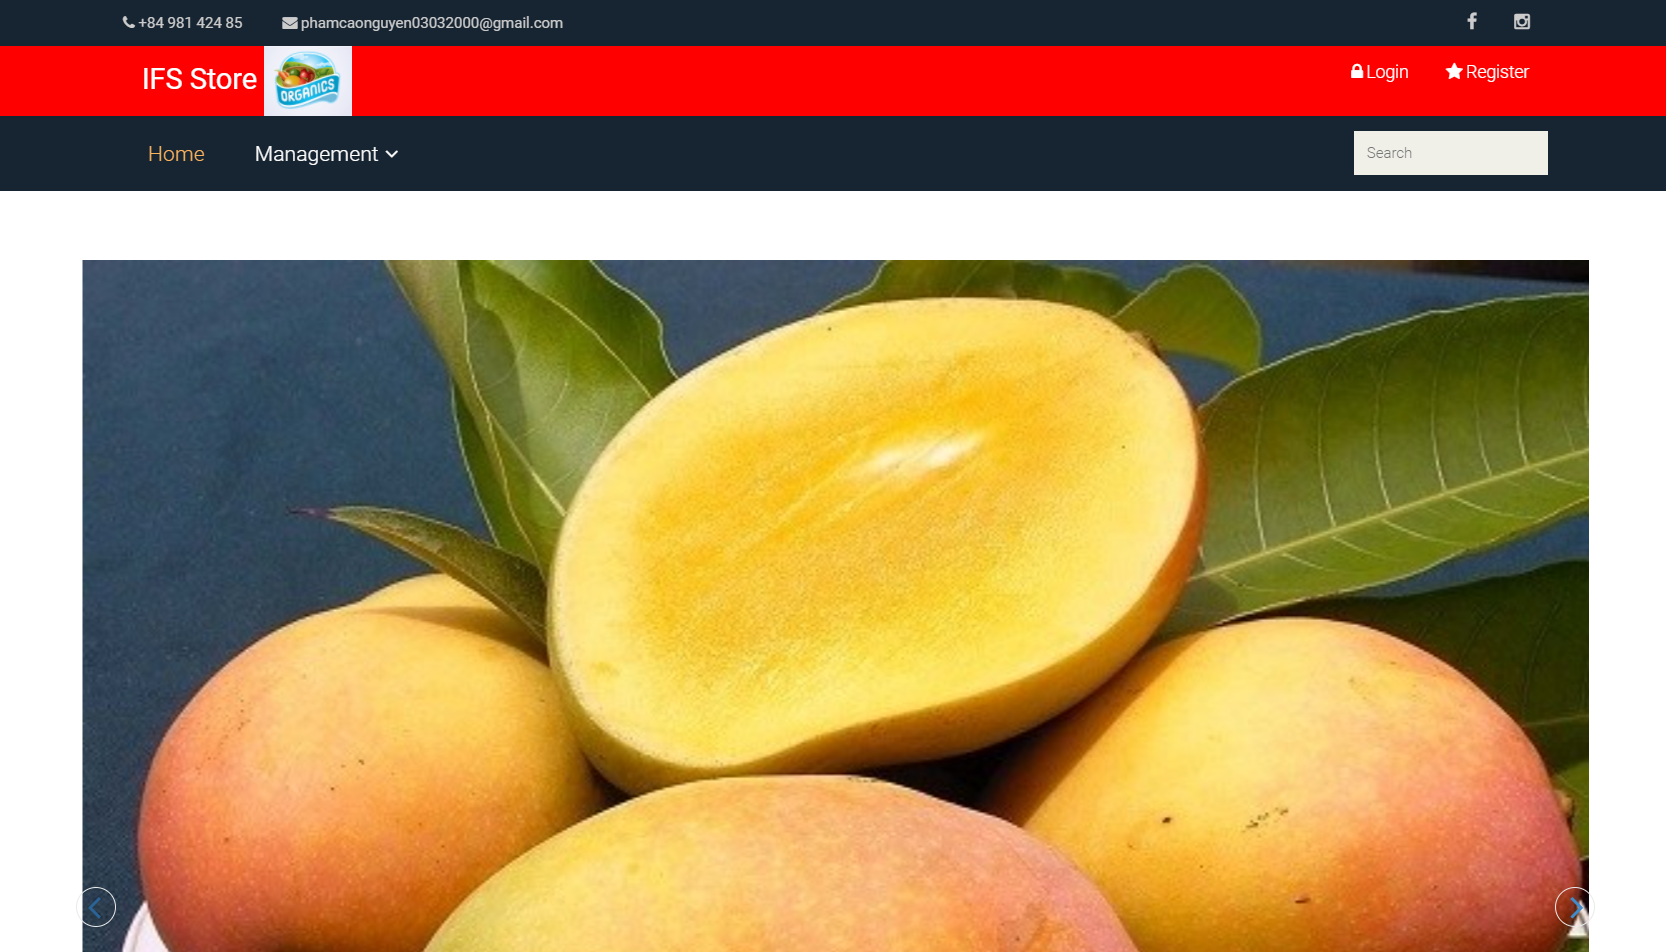 +84 981 424 85 phamcaonguyen03032000@gmail.com
IFS Store ORGANICS Login Register
Home Management Search